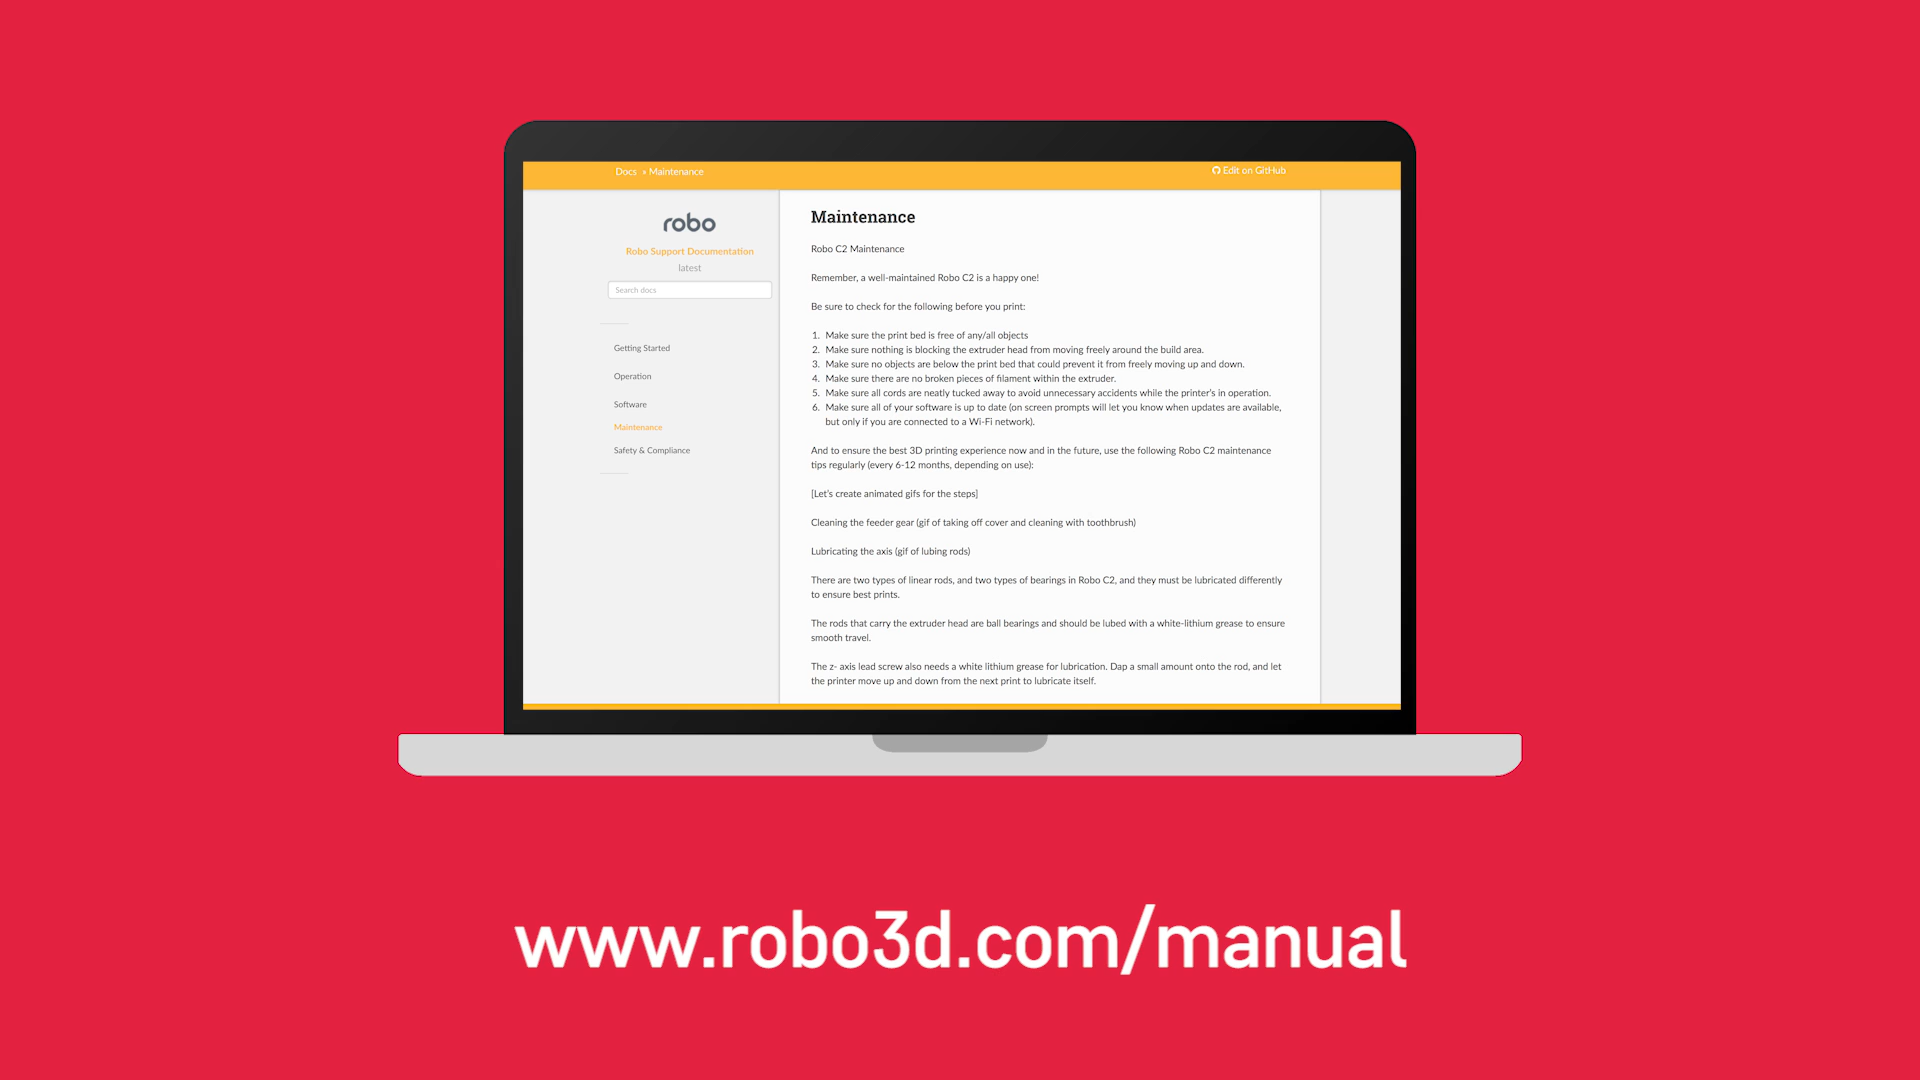 Docs » Maintenance
Edit on GitHub
robo
Robo Support Documentation
latest
Search docs
Getting Started
Operation
Software
Maintenance
Safety & Compliance
Maintenance
Robo C2 Maintenance
Remember, a well-maintained Robo C2 is a happy one!
Be sure to check for the following before you print:
1. Make sure the print bed is free of any/all objects
2. Make sure nothing is blocking the extruder head from moving freely around the build area.
3. Make sure no objects are below the print bed that could prevent it from freely moving up and down.
4. Make sure there are no broken pieces of filament within the extruder.
5. Make sure all cords are neatly tucked away to avoid unnecessary accidents while the printer's in operation.
6. Make sure all of your software is up to date (on screen prompts will let you know when updates are available,
but only if you are connected to a Wi-Fi network).
And to ensure the best 3D printing experience now and in the future, use the following Robo C2 maintenance
tips regularly (every 6-12 months, depending on use):
[Let's create animated gifs for the steps]
Cleaning the feeder gear (gif of taking off cover and cleaning with toothbrush)
Lubricating the axis (gif of lubing rods)
There are two types of linear rods, and two types of bearings in Robo C2, and they must be lubricated differently
to ensure best prints.
The rods that carry the extruder head are ball bearings and should be lubed with a white-lithium grease to ensure
smooth travel.
The z- axis lead screw also needs a white lithium grease for lubrication. Dap a small amount onto the rod, and let
the printer move up and down from the next print to lubricate itself.
www.robo3d.com/manual